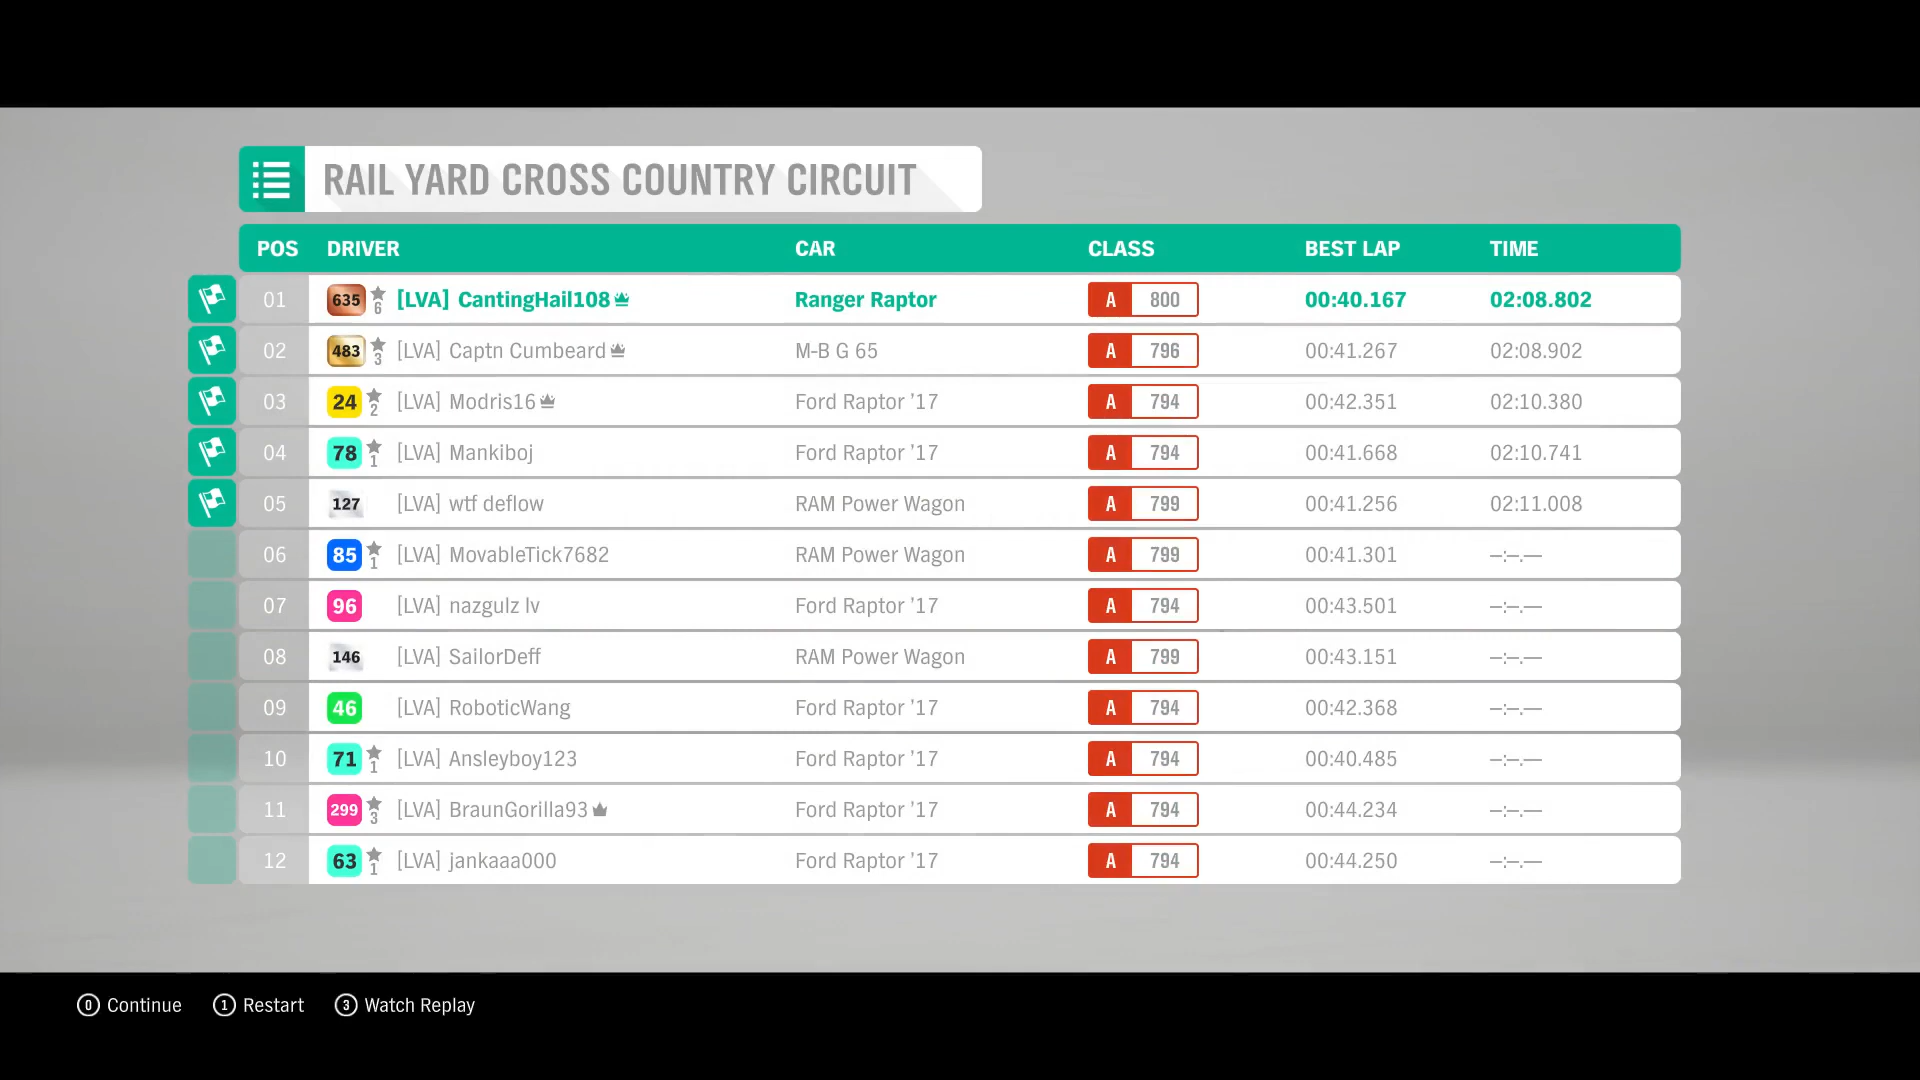 RAIL YARD CROSS COUNTRY CIRCUIT
POS DRIVER CAR CLASS BEST LAP TIME
01 635 6 [LVA] CantingHail108 Ranger Raptor A 800 00:40.167 02:08.802
02 483 3 [LVA] Captn Cumbeard M-B G 65 A 796 00:41.267 02:08.902
03 24 2 [LVA] Modris16 Ford Raptor ’17 A 794 00:42.351 02:10.380
04 78 1 [LVA] Mankiboj Ford Raptor ’17 A 794 00:41.668 02:10.741
05 127 [LVA] wtf deflow RAM Power Wagon A 799 00:41.256 02:11.008
06 85 1 [LVA] MovableTick7682 RAM Power Wagon A 799 00:41.301 –:–.––
07 96 [LVA] nazgulz lv Ford Raptor ’17 A 794 00:43.501 –:–.––
08 146 [LVA] SailorDeff RAM Power Wagon A 799 00:43.151 –:–.––
09 46 [LVA] RoboticWang Ford Raptor ’17 A 794 00:42.368 –:–.––
10 71 1 [LVA] Ansleyboy123 Ford Raptor ’17 A 794 00:40.485 –:–.––
11 299 3 [LVA] BraunGorilla93 Ford Raptor ’17 A 794 00:44.234 –:–.––
12 63 1 [LVA] jankaaa000 Ford Raptor ’17 A 794 00:44.250 –:–.––
0 Continue 1 Restart 3 Watch Replay